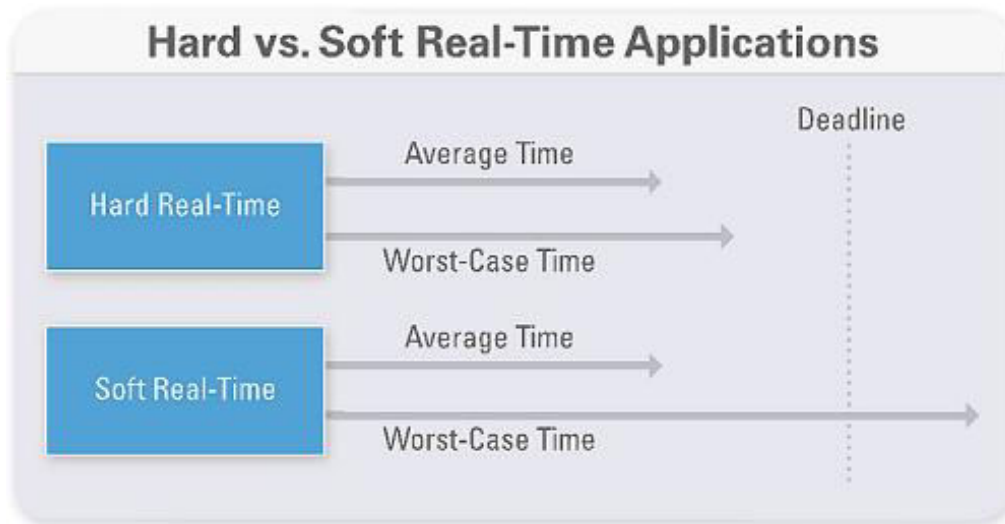 Hard vs. Soft Real-Time Applications
Deadline
Average Time
Hard Real-Time
Worst-Case Time
Average Time
Soft Real-Time
Worst-Case Time